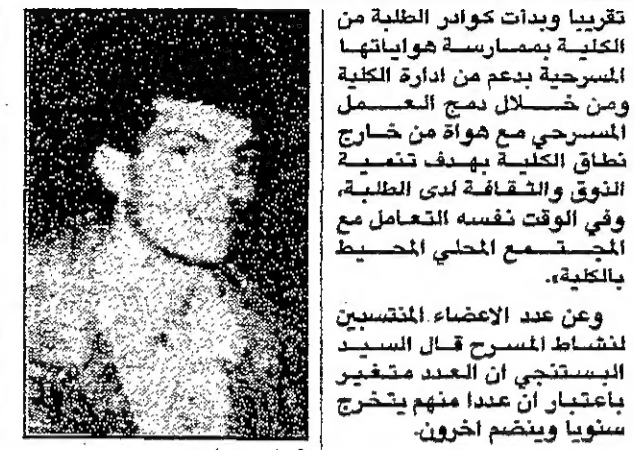 تقريبا وبدأت كوادر الطلبة من
الكلية بممارسة هواياتها
المسرحية بدعم من ادارة الكلية
ومن خلال دمج العمل
المسرحي مع هواة من خارج
نطاق الكلية بهدف تنمية
الذوق والثقافة لدى الطلبة،
وفي الوقت نفسه التعامل مع
المجتمع المحلي المحيط
بالكلية».
وعن عدد الاعضاء المنتسبين
لنشاط المسرح قال السيد
البستنجي ان العدد متغير
باعتبار ان عددا منهم يتخرج
سنويا وينضم اخرون.